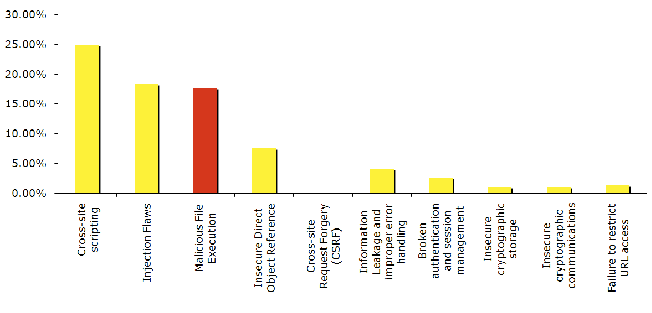 30.00%
25.00%
20.00%
15.00%
10.00%
5.00%
0.00%
Cross-site
scripting
Injection Flaws
Malicious File
Execution
Insecure Direct
Object Reference
Cross-site
Request Forgery
(CSRF)
Information
Leakage and
Improper error
handling
Broken
authentication
and session
management
Insecure
cryptographic
storage
Insecure
cryptographic
communications
Failure to restrict
URL access